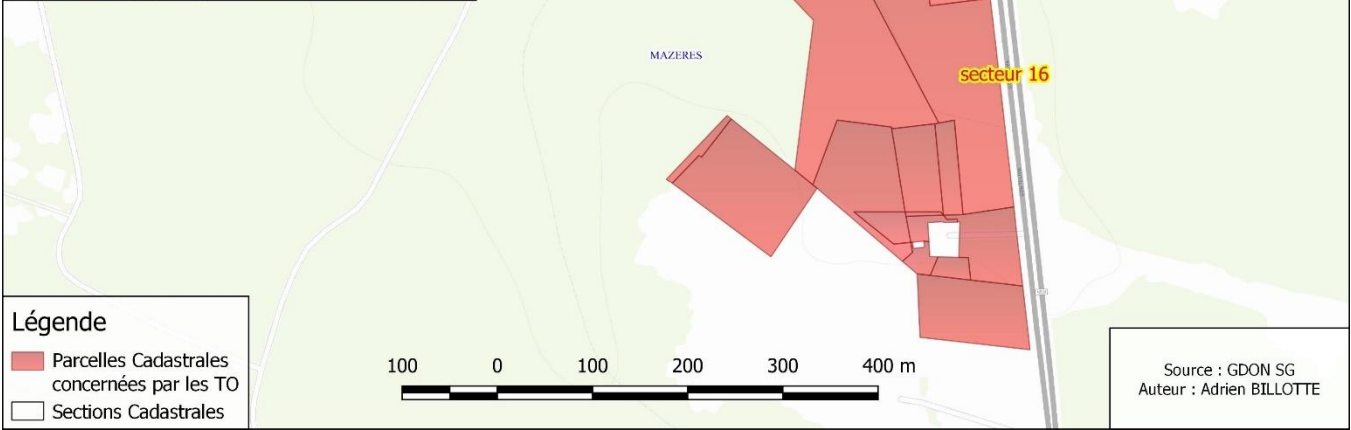 MAZERES
secteur 16
Légende
Parcelles Cadastrales
concernées par les TO
Sections Cadastrales
100 0 100 200 300 400 m
Source : GDON SG
Auteur : Adrien BILLOTTE